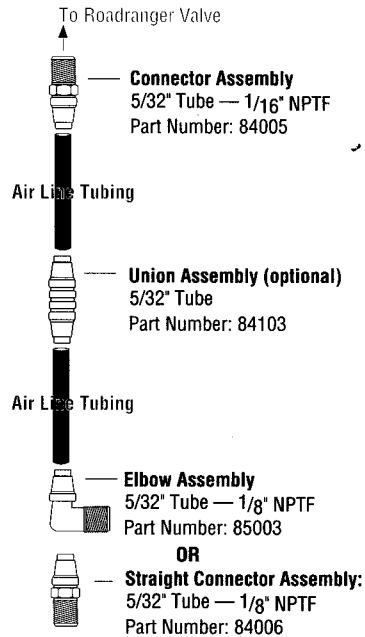 To Roadranger Valve
Connector Assembly
5/32" Tube — 1/16" NPTF
Part Number: 84005
Air Line Tubing
Union Assembly (optional)
5/32" Tube
Part Number: 84103
Air Line Tubing
Elbow Assembly
5/32" Tube — 1/8" NPTF
Part Number: 85003
OR
Straight Connector Assembly:
5/32" Tube — 1/8" NPTF
Part Number: 84006